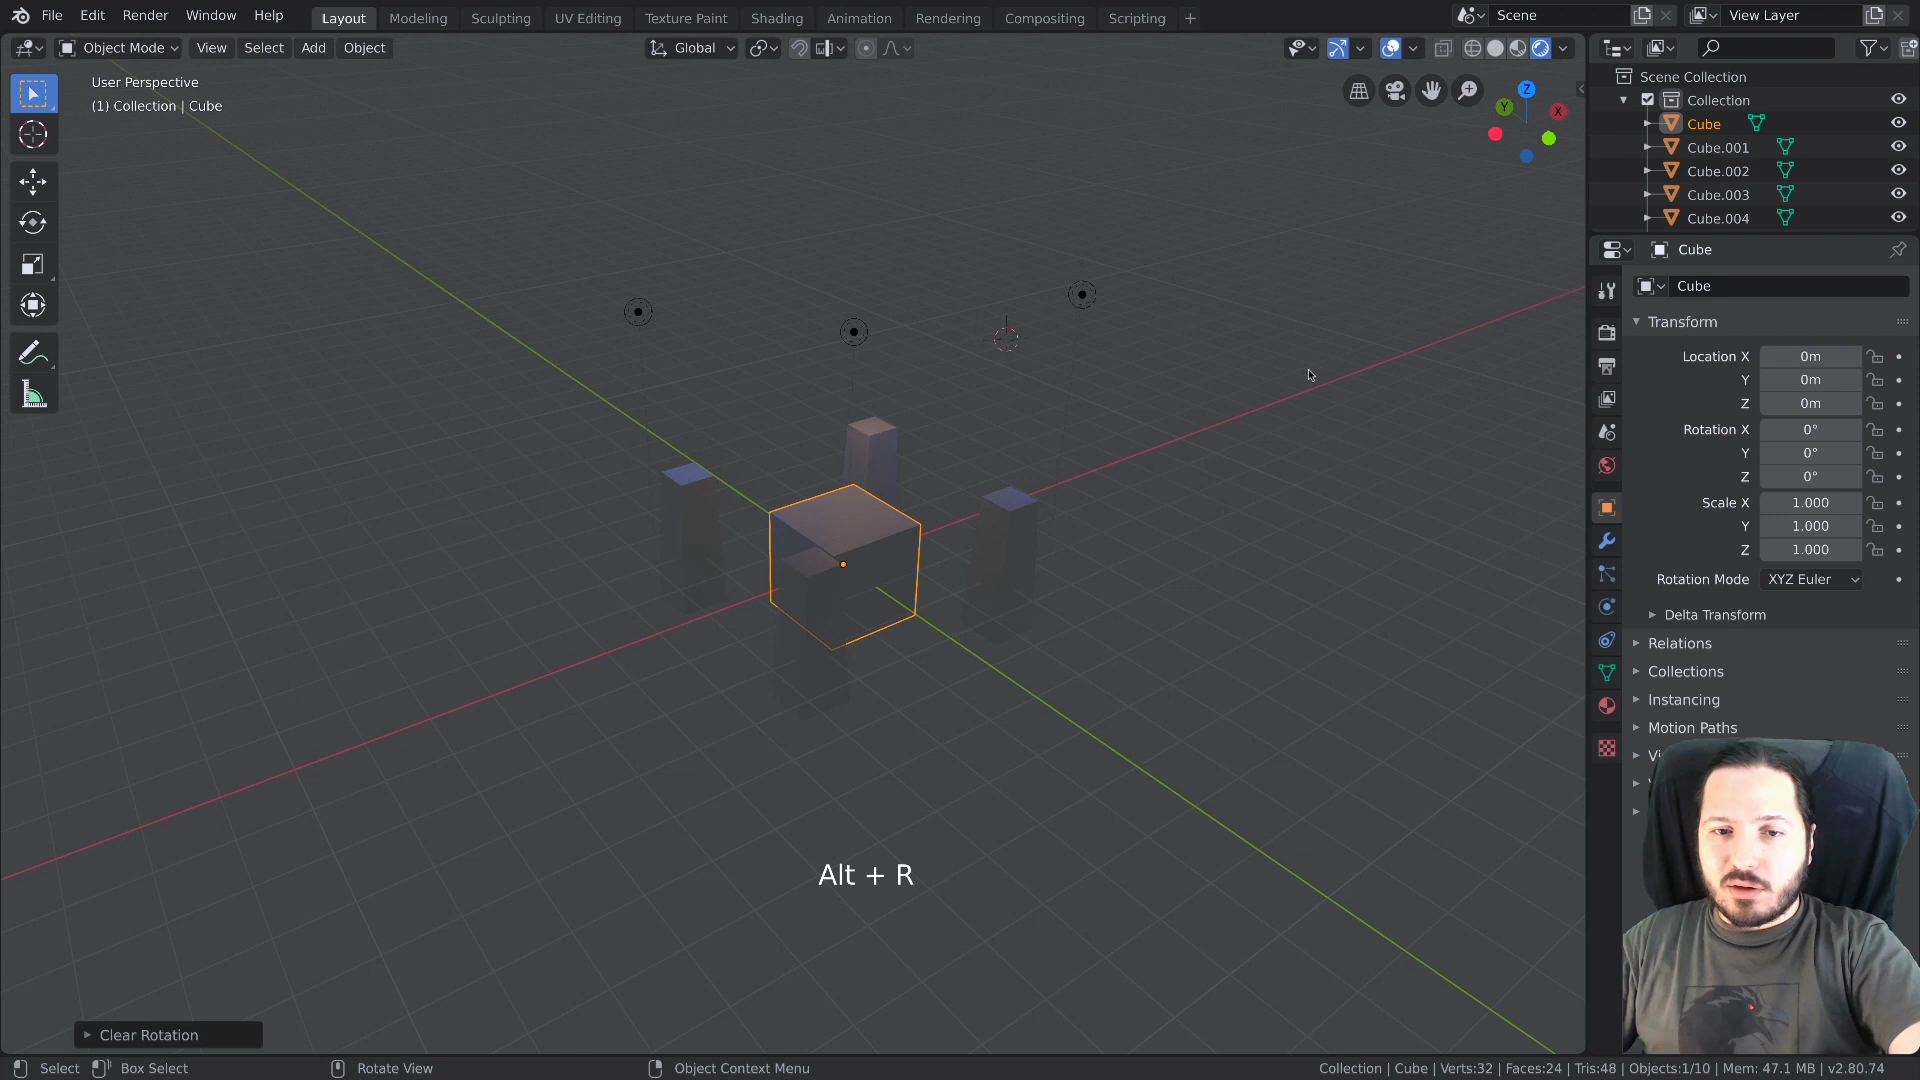 File Edit Render Window Help Layout Modeling Sculpting UV Editing Texture Paint Shading Animation Rendering Compositing Scripting + Scene View Layer
Object Mode View Select Add Object Global
User Perspective
(1) Collection | Cube
Z
Y
X
Scene Collection
Collection
Cube
Cube.001
Cube.002
Cube.003
Cube.004
Cube
Cube
Transform
Location X 0m
Y 0m
Z 0m
Rotation X 0°
Y 0°
Z 0°
Scale X 1.000
Y 1.000
Z 1.000
Rotation Mode XYZ Euler
Delta Transform
Relations
Collections
Instancing
Motion Paths
Alt + R
Clear Rotation
Select Box Select Rotate View Object Context Menu
Collection | Cube | Verts:32 | Faces:24 | Tris:48 | Objects:1/10 | Mem: 47.1 MB | v2.80.74